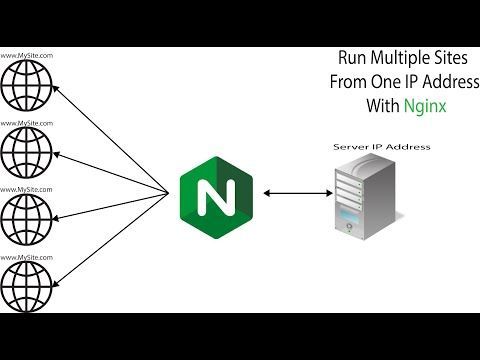 www.MySite.com
www.MySite.com
www.MySite.com
www.MySite.com
N
Run Multiple Sites
From One IP Address
With Nginx
Server IP Address